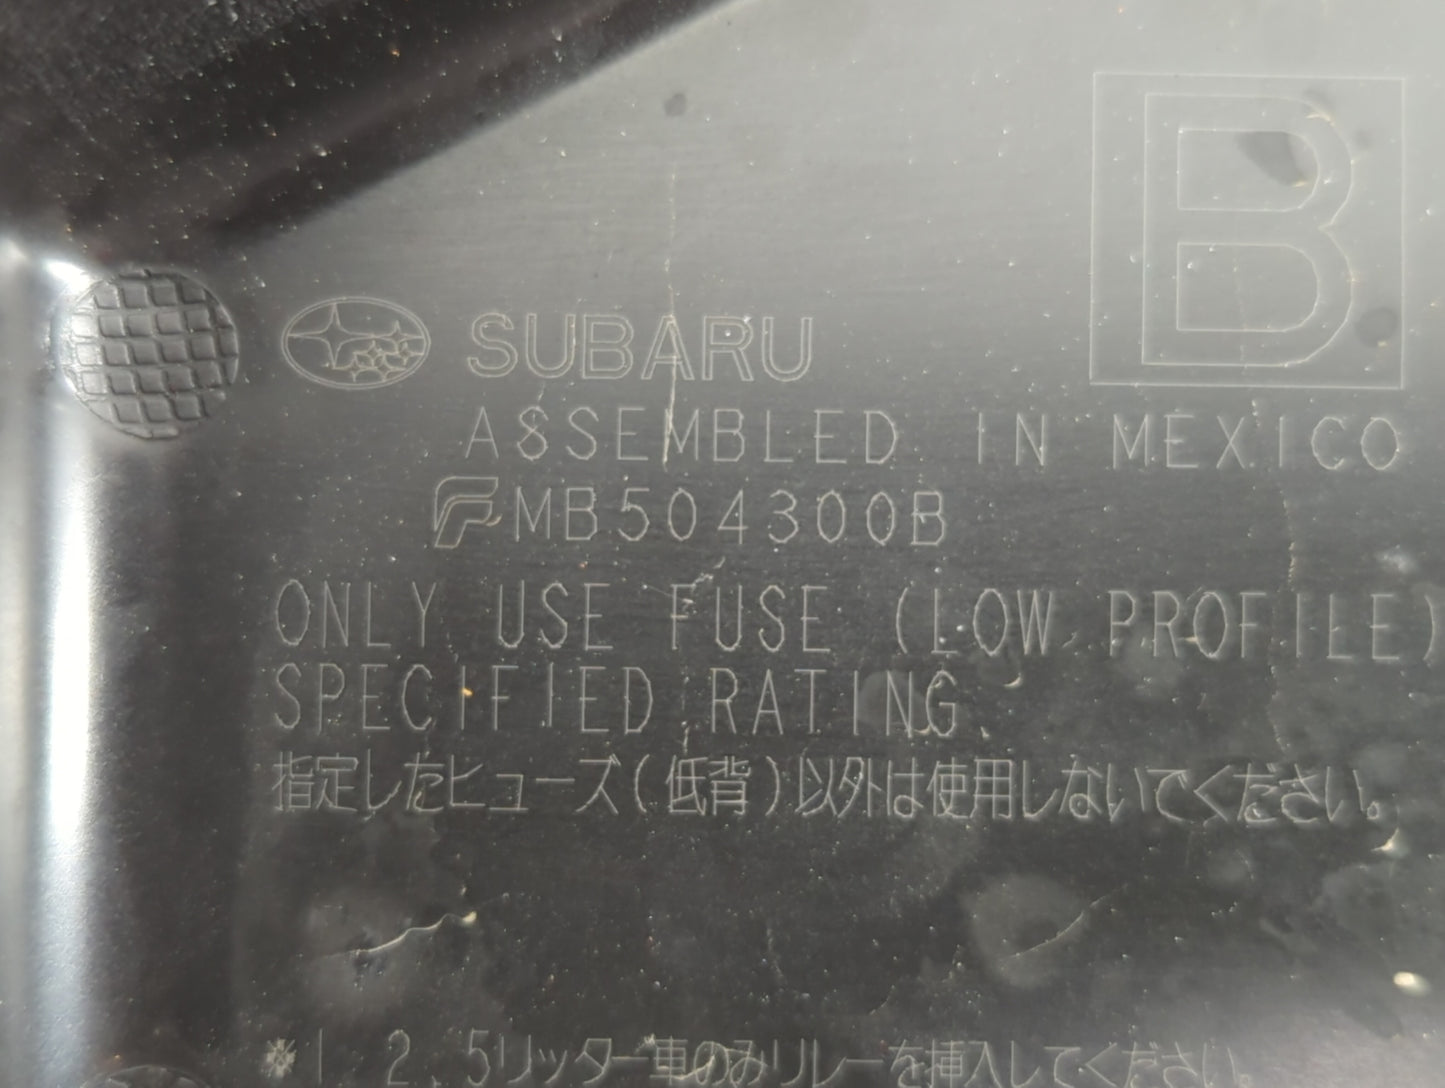 B
SUBARU
ASSEMBLED IN MEXICO
MB504300B
ONLY USE FUSE (LOW PROFILE)
SPECIFIED RATING.
指定したヒューズ(低背)以外は使用しないでください。
*1 2.5リッター車のみリレーを挿入してください。